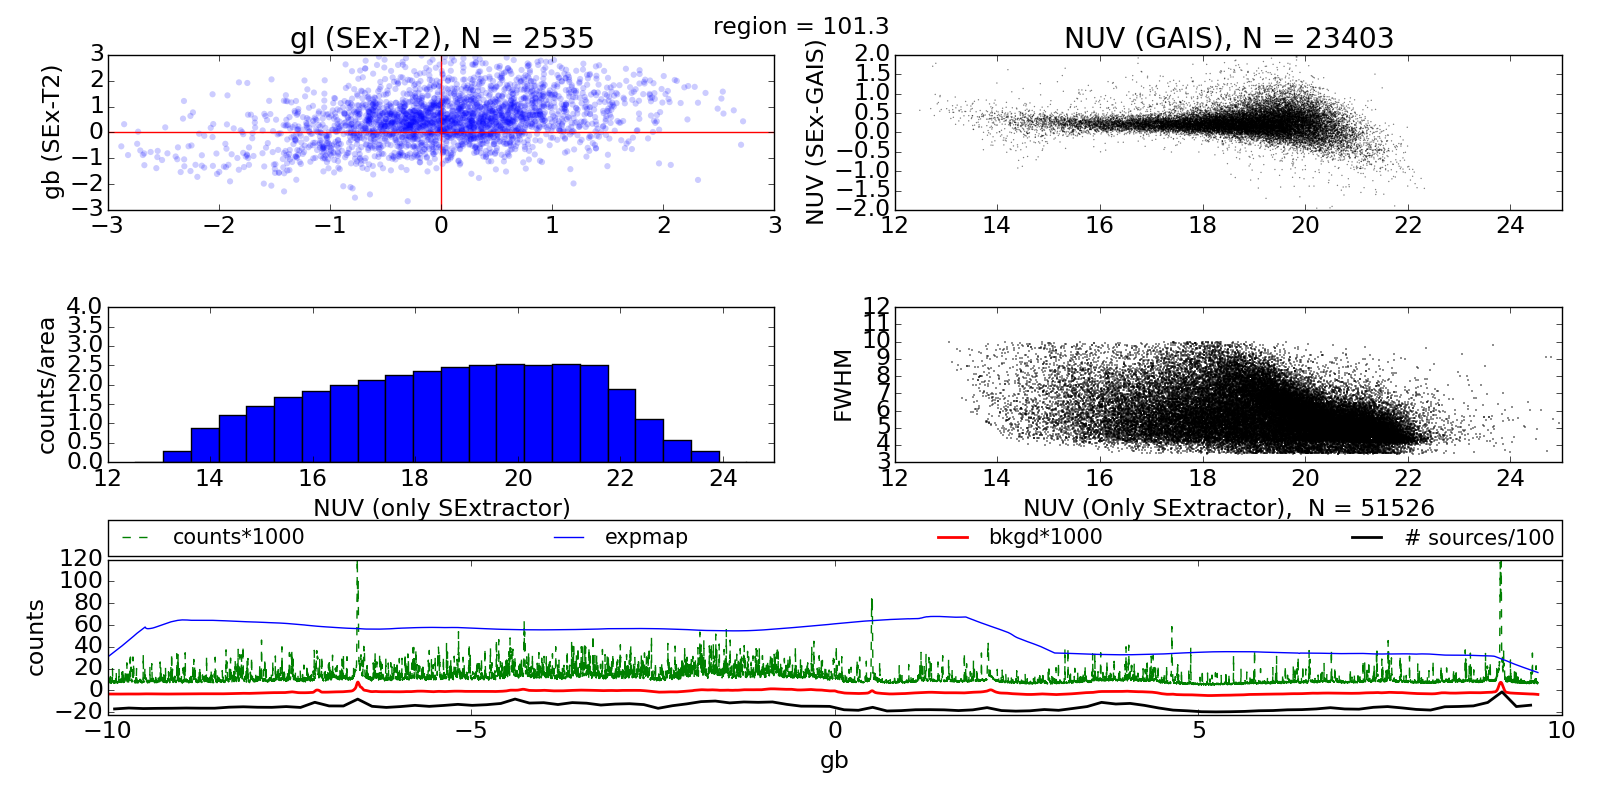 region = 101.3
gl (SEx-T2), N = 2535
gb (SEx-T2)
3
2
1
0
−1
−2
−3
−3 −2 −1 0 1 2 3
NUV (GAIS), N = 23403
NUV (SEx-GAIS)
2.0
1.5
1.0
0.5
0.0
−0.5
−1.0
−1.5
−2.0
12 14 16 18 20 22 24
counts/area
4.0
3.5
3.0
2.5
2.0
1.5
1.0
0.5
0.0
12 14 16 18 20 22 24
NUV (only SExtractor)
FWHM
12
11
10
9
8
7
6
5
4
3
12 14 16 18 20 22 24
NUV (Only SExtractor), N = 51526
counts*1000 expmap bkgd*1000 # sources/100
counts
120
100
80
60
40
20
0
−20
−10 −5 0 5 10
gb